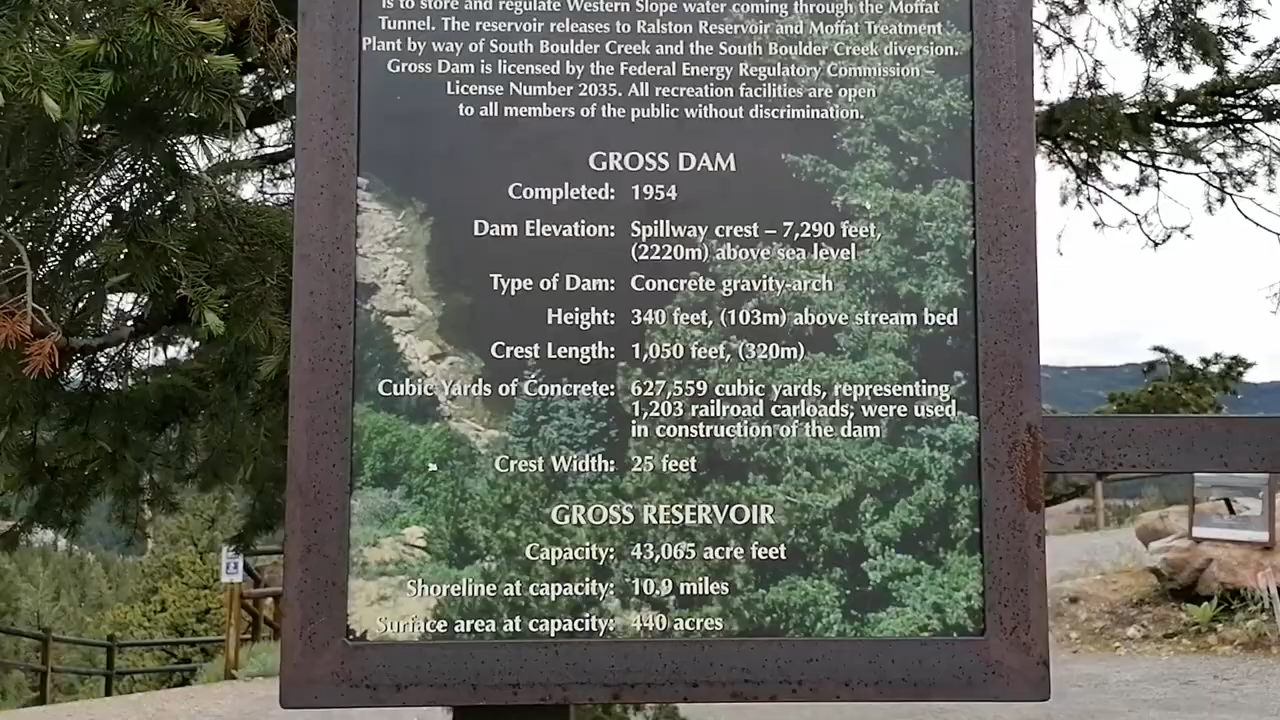 is to store and regulate Western Slope water coming through the Moffat
Tunnel. The reservoir releases to Ralston Reservoir and Moffat Treatment
Plant by way of South Boulder Creek and the South Boulder Creek diversion.
Gross Dam is licensed by the Federal Energy Regulatory Commission –
License Number 2035. All recreation facilities are open
to all members of the public without discrimination.
GROSS DAM
Completed: 1954
Dam Elevation: Spillway crest – 7,290 feet,
(2220m) above sea level
Type of Dam: Concrete gravity-arch
Height: 340 feet, (103m) above stream bed
Crest Length: 1,050 feet, (320m)
Cubic Yards of Concrete: 627,559 cubic yards, representing
1,203 railroad carloads, were used
in construction of the dam
Crest Width: 25 feet
GROSS RESERVOIR
Capacity: 43,065 acre feet
Shoreline at capacity: 10.9 miles
Surface area at capacity: 440 acres